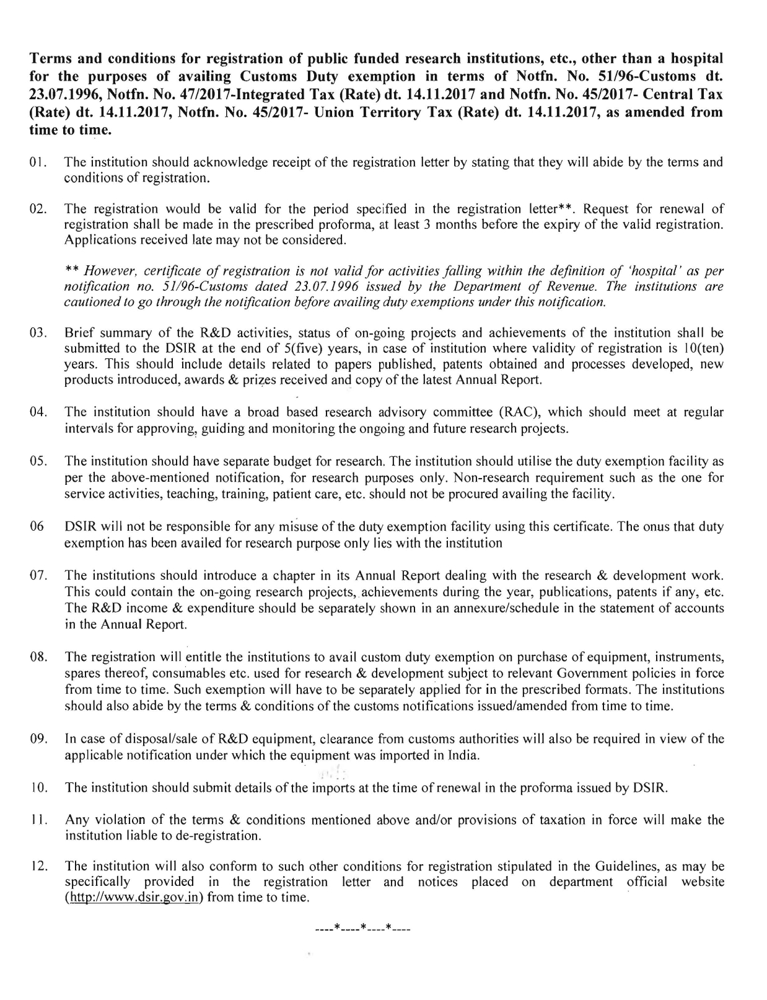 Terms and conditions for registration of public funded research institutions, etc., other than a hospital
for the purposes of availing Customs Duty exemption in terms of Notfn. No. 51/96-Customs dt.
23.07.1996, Notfn. No. 47/2017-Integrated Tax (Rate) dt. 14.11.2017 and Notfn. No. 45/2017- Central Tax
(Rate) dt. 14.11.2017, Notfn. No. 45/2017- Union Territory Tax (Rate) dt. 14.11.2017, as amended from
time to time.
01. The institution should acknowledge receipt of the registration letter by stating that they will abide by the terms and
conditions of registration.
02. The registration would be valid for the period specified in the registration letter**. Request for renewal of
registration shall be made in the prescribed proforma, at least 3 months before the expiry of the valid registration.
Applications received late may not be considered.
** However, certificate of registration is not valid for activities falling within the definition of 'hospital' as per
notification no. 51/96-Customs dated 23.07.1996 issued by the Department of Revenue. The institutions are
cautioned to go through the notification before availing duty exemptions under this notification.
03. Brief summary of the R&D activities, status of on-going projects and achievements of the institution shall be
submitted to the DSIR at the end of 5(five) years, in case of institution where validity of registration is 10(ten)
years. This should include details related to papers published, patents obtained and processes developed, new
products introduced, awards & prizes received and copy of the latest Annual Report.
04. The institution should have a broad based research advisory committee (RAC), which should meet at regular
intervals for approving, guiding and monitoring the ongoing and future research projects.
05. The institution should have separate budget for research. The institution should utilise the duty exemption facility as
per the above-mentioned notification, for research purposes only. Non-research requirement such as the one for
service activities, teaching, training, patient care, etc. should not be procured availing the facility.
06 DSIR will not be responsible for any misuse of the duty exemption facility using this certificate. The onus that duty
exemption has been availed for research purpose only lies with the institution
07. The institutions should introduce a chapter in its Annual Report dealing with the research & development work.
This could contain the on-going research projects, achievements during the year, publications, patents if any, etc.
The R&D income & expenditure should be separately shown in an annexure/schedule in the statement of accounts
in the Annual Report.
08. The registration will entitle the institutions to avail custom duty exemption on purchase of equipment, instruments,
spares thereof, consumables etc. used for research & development subject to relevant Government policies in force
from time to time. Such exemption will have to be separately applied for in the prescribed formats. The institutions
should also abide by the terms & conditions of the customs notifications issued/amended from time to time.
09. In case of disposal/sale of R&D equipment, clearance from customs authorities will also be required in view of the
applicable notification under which the equipment was imported in India.
10. The institution should submit details of the imports at the time of renewal in the proforma issued by DSIR.
11. Any violation of the terms & conditions mentioned above and/or provisions of taxation in force will make the
institution liable to de-registration.
12. The institution will also conform to such other conditions for registration stipulated in the Guidelines, as may be
specifically provided in the registration letter and notices placed on department official website
(http://www.dsir.gov.in) from time to time.
----*----*----*----